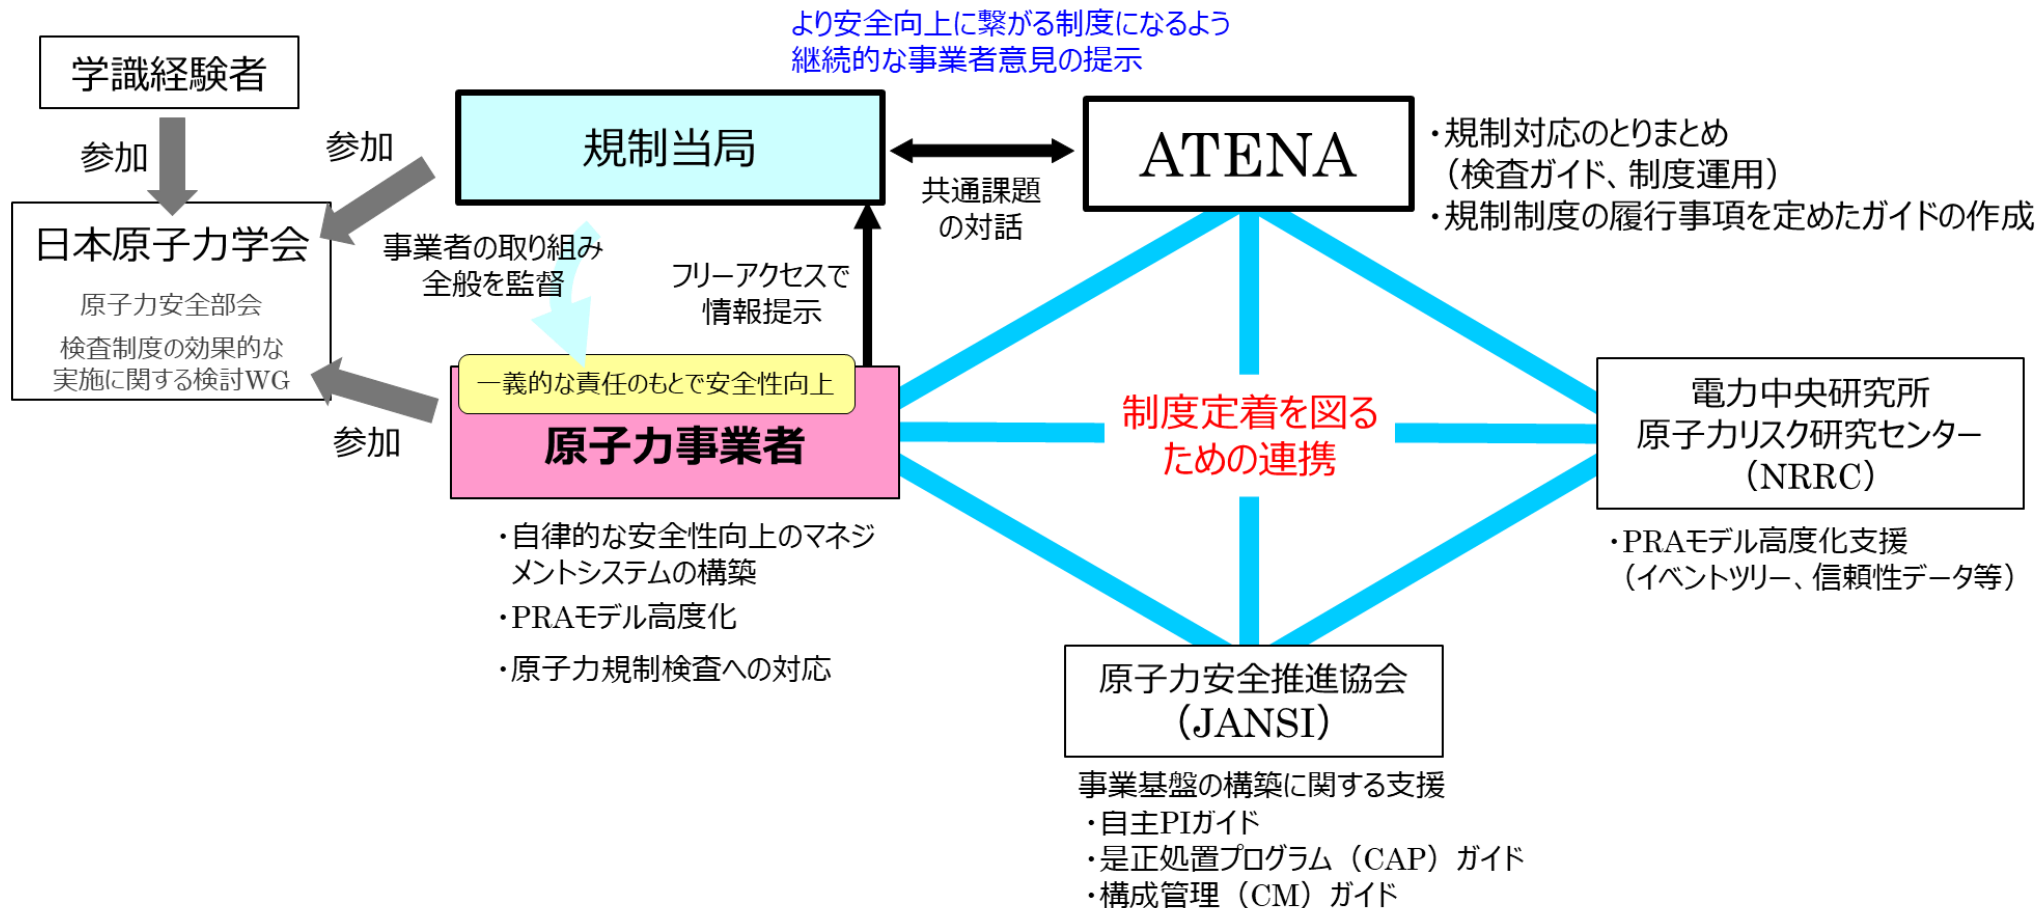 より安全向上に繋がる制度になるよう
継続的な事業者意見の提示
学識経験者
参加
参加
規制当局
共通課題
の対話
ATENA
・規制対応のとりまとめ
（検査ガイド、制度運用）
・規制制度の履行事項を定めたガイドの作成
日本原子力学会
原子力安全部会
検査制度の効果的な
実施に関する検討WG
事業者の取り組み
全般を監督
フリーアクセスで
情報提示
参加
一義的な責任のもとで安全性向上
原子力事業者
・自律的な安全性向上のマネジ
メントシステムの構築
・PRAモデル高度化
・原子力規制検査への対応
制度定着を図る
ための連携
電力中央研究所
原子力リスク研究センター
（NRRC）
・PRAモデル高度化支援
（イベントツリー、信頼性データ等）
原子力安全推進協会
（JANSI）
事業基盤の構築に関する支援
・自主PIガイド
・是正処置プログラム（CAP）ガイド
・構成管理（CM）ガイド